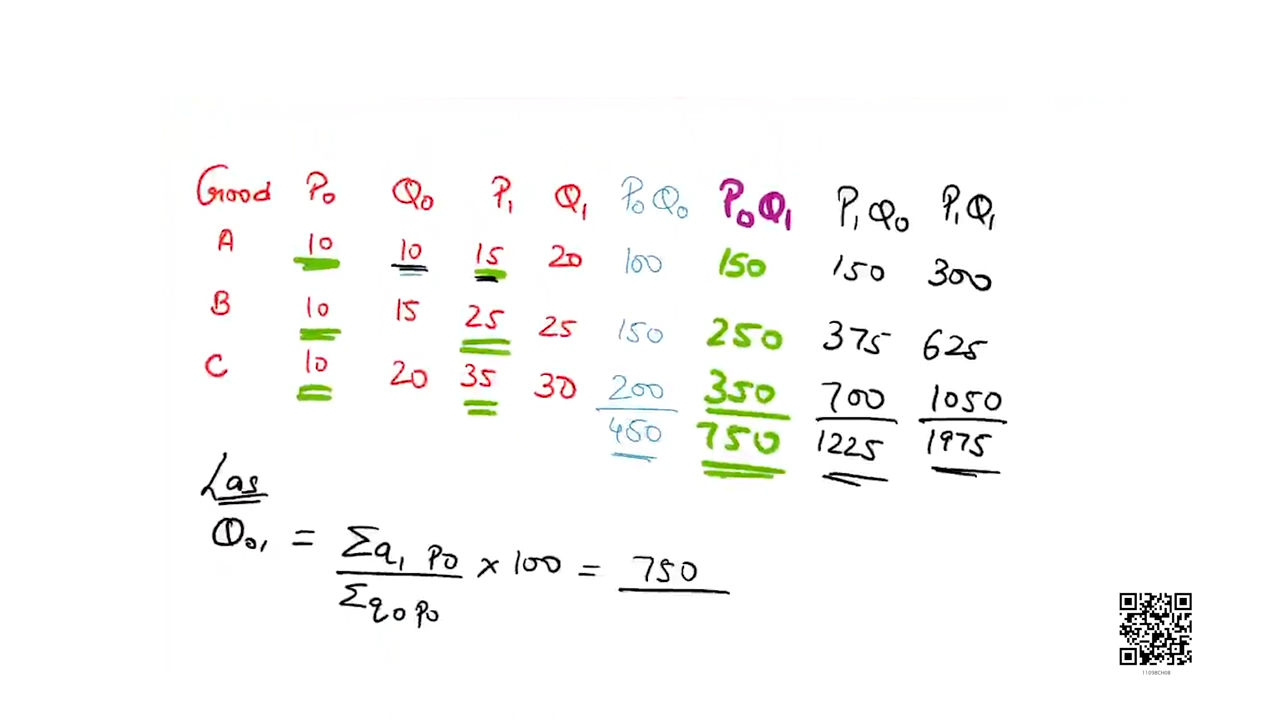 Good P₀ Q₀ P₁ Q₁ P₀Q₀ P₀Q₁ P₁Q₀ P₁Q₁
A 10 10 15 20 100 150 150 300
B 10 15 25 25 150 250 375 625
C 10 20 35 30 200 350 700 1050
450 750 1225 1975
Las
Q₀₁ = Σq₁ p₀ / Σq₀ p₀ × 100 = 750
11098CH08